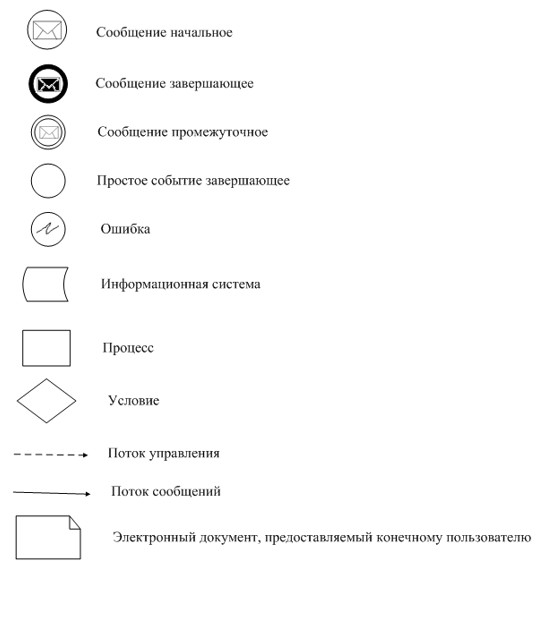 Сообщение начальное
Сообщение завершающее
Сообщение промежуточное
Простое событие завершающее
Ошибка
Информационная система
Процесс
Условие
Поток управления
Поток сообщений
Электронный документ, предоставляемый конечному пользователю